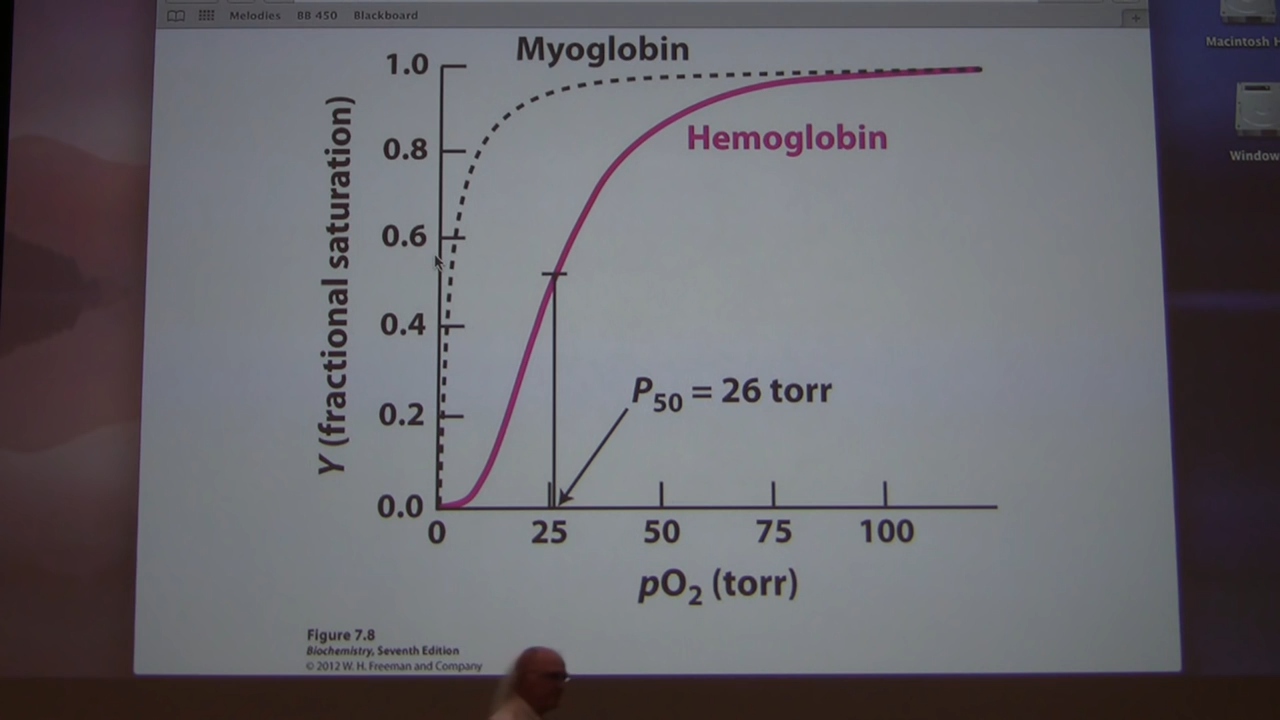 Melodies BB 450 Blackboard
Macintosh H
Window
Myoglobin
Hemoglobin
Y (fractional saturation)
1.0
0.8
0.6
0.4
0.2
0.0
P50 = 26 torr
0 25 50 75 100
pO2 (torr)
Figure 7.8
Biochemistry, Seventh Edition
© 2012 W. H. Freeman and Company